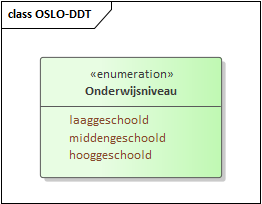 class OSLO-DDT
«enumeration»
Onderwijsniveau
laaggeschoold
middengeschoold
hooggeschoold